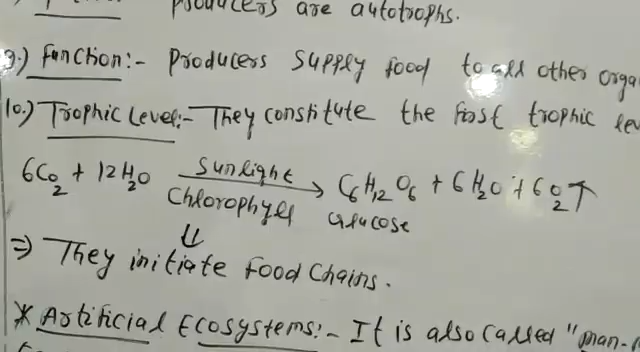 producers are autotrophs.
9.) Function:- Producers supply food to all other orga
10.) Trophic Level:- They constitute the first trophic lev
6CO2 + 12H2O Sunlight Chlorophyll → C6H12O6 + 6H2O + 6O2↑
Glucose
⇓
⇒ They initiate food chains.
* Artificial Ecosystems:- It is also called "man-